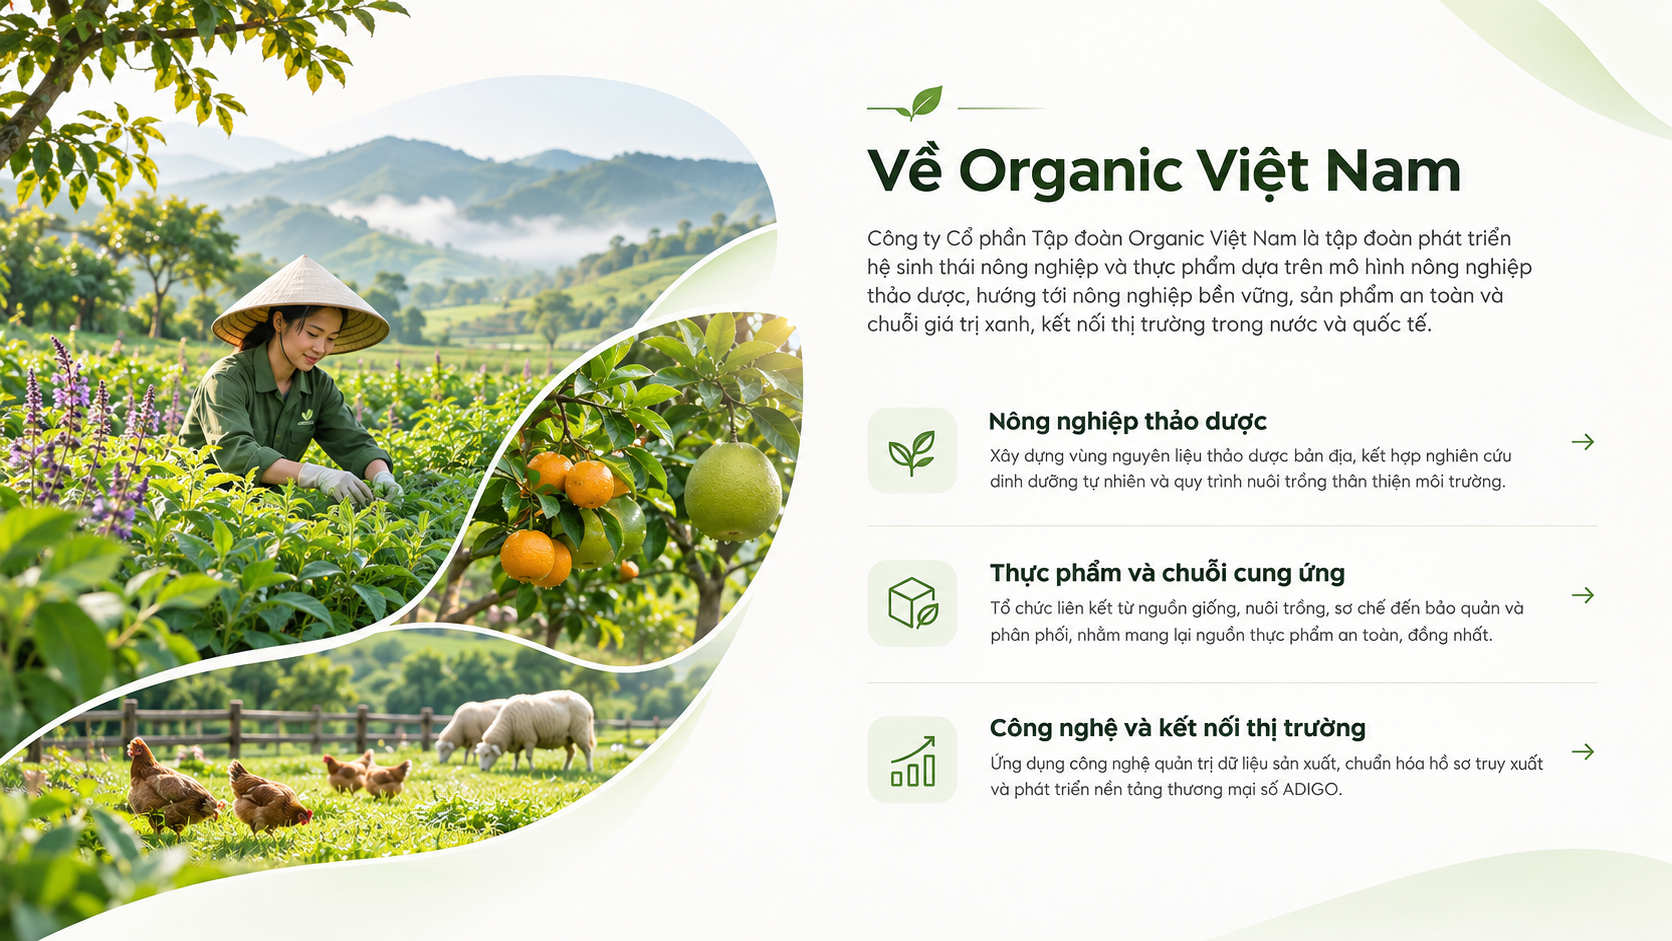 Về Organic Việt Nam
Công ty Cổ phần Tập đoàn Organic Việt Nam là tập đoàn phát triển
hệ sinh thái nông nghiệp và thực phẩm dựa trên mô hình nông nghiệp
thảo dược, hướng tới nông nghiệp bền vững, sản phẩm an toàn và
chuỗi giá trị xanh, kết nối thị trường trong nước và quốc tế.
Nông nghiệp thảo dược
Xây dựng vùng nguyên liệu thảo dược bản địa, kết hợp nghiên cứu
dinh dưỡng tự nhiên và quy trình nuôi trồng thân thiện môi trường.
Thực phẩm và chuỗi cung ứng
Tổ chức liên kết từ nguồn giống, nuôi trồng, sơ chế đến bảo quản và
phân phối, nhằm mang lại nguồn thực phẩm an toàn, đồng nhất.
Công nghệ và kết nối thị trường
Ứng dụng công nghệ quản trị dữ liệu sản xuất, chuẩn hóa hồ sơ truy xuất
và phát triển nền tảng thương mại số ADIGO.